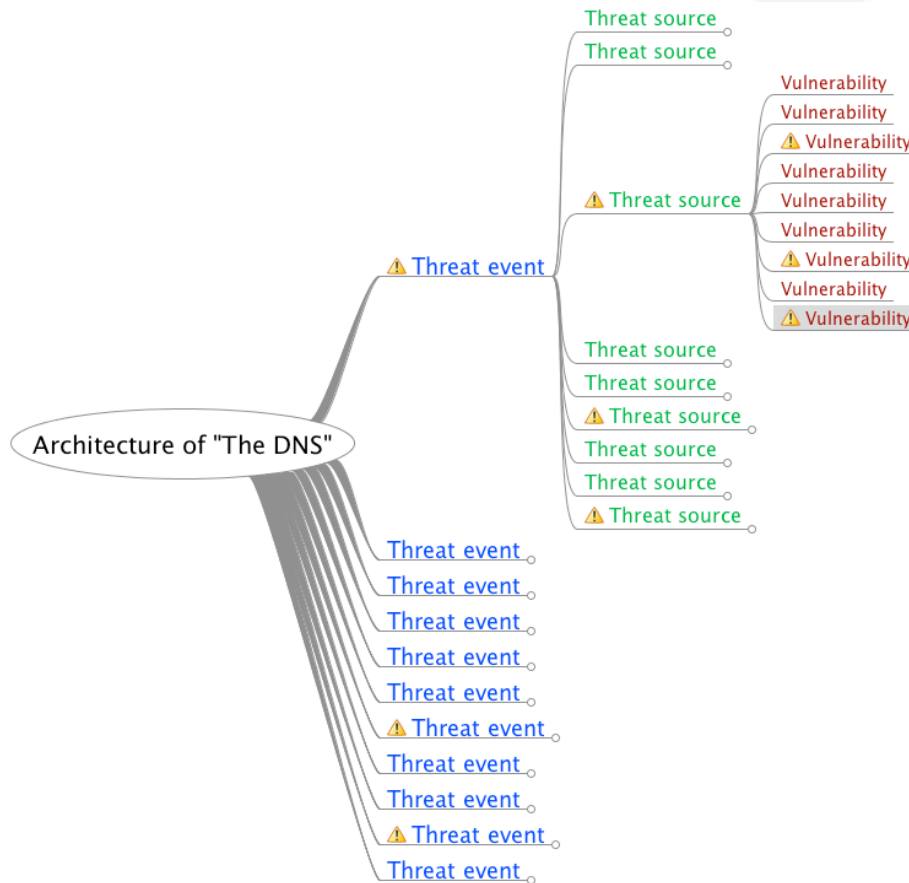 Threat source
Threat source
Vulnerability
Vulnerability
Vulnerability
Vulnerability
Vulnerability
Vulnerability
Vulnerability
Vulnerability
Vulnerability
Threat source
Threat event
Threat source
Threat source
Threat source
Threat source
Threat source
Threat source
Architecture of "The DNS"
Threat event
Threat event
Threat event
Threat event
Threat event
Threat event
Threat event
Threat event
Threat event
Threat event